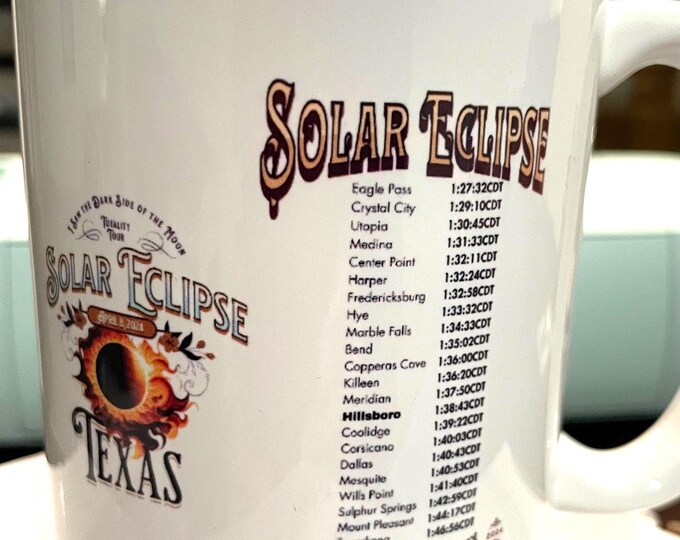 I Saw the Dark Side of the Moon
Totality
Tour
Solar Eclipse
April 8, 2024
Texas
Solar Eclipse
Eagle Pass 1:27:32CDT
Crystal City 1:29:10CDT
Utopia 1:30:45CDT
Medina 1:31:33CDT
Center Point 1:32:11CDT
Harper 1:32:24CDT
Fredericksburg 1:32:58CDT
Hye 1:33:32CDT
Marble Falls 1:34:33CDT
Bend 1:35:02CDT
Copperas Cove 1:36:00CDT
Killeen 1:36:20CDT
Meridian 1:37:50CDT
Hillsboro 1:38:43CDT
Coolidge 1:39:22CDT
Corsicana 1:40:03CDT
Dallas 1:40:43CDT
Mesquite 1:40:53CDT
Wills Point 1:41:40CDT
Sulphur Springs 1:42:59CDT
Mount Pleasant 1:44:17CDT
1:46:56CDT
2024